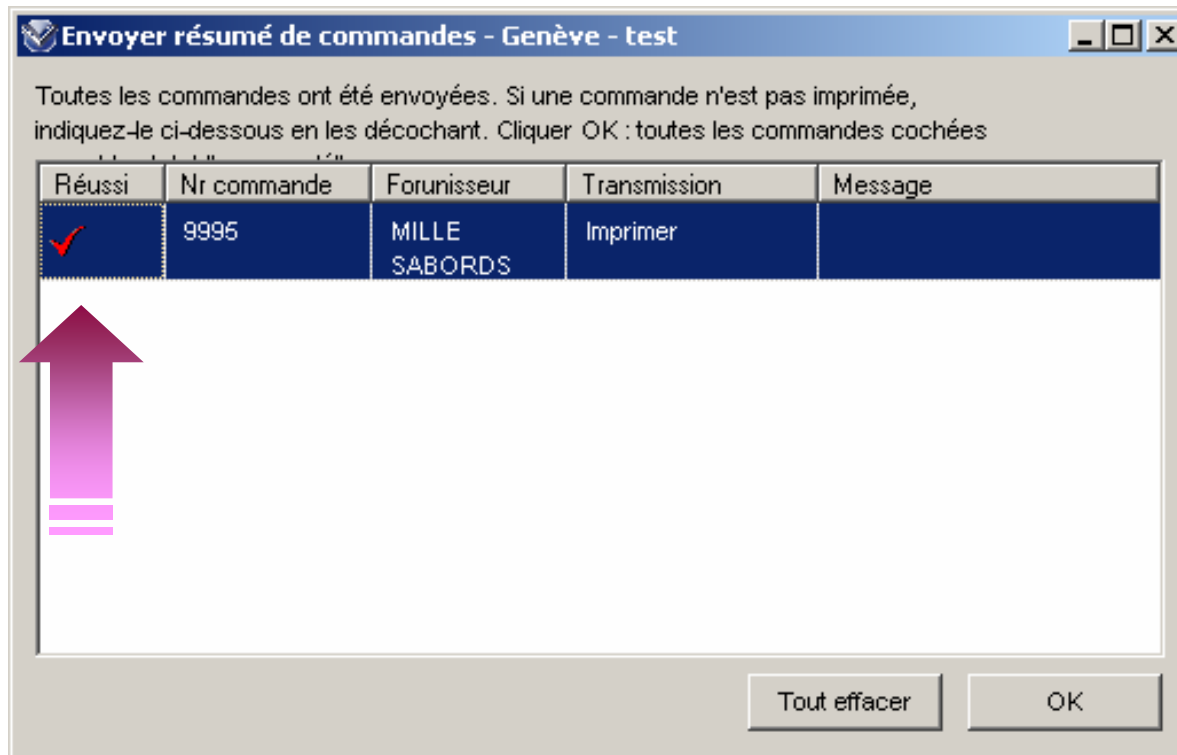 Envoyer résumé de commandes - Genève - test
Toutes les commandes ont été envoyées. Si une commande n'est pas imprimée,
indiquez-le ci-dessous en les décochant. Cliquer OK : toutes les commandes cochées
Réussi Nr commande Forunisseur Transmission Message
9995 MILLE Imprimer
SABORDS
Tout effacer OK